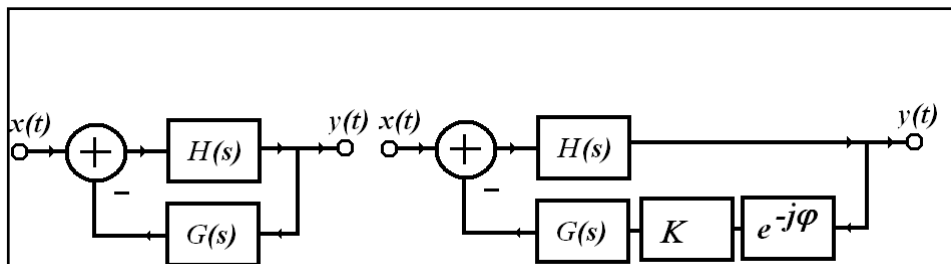 x(t) + H(s) y(t)
− G(s)
x(t) + H(s) y(t)
− G(s) K e^-jφ